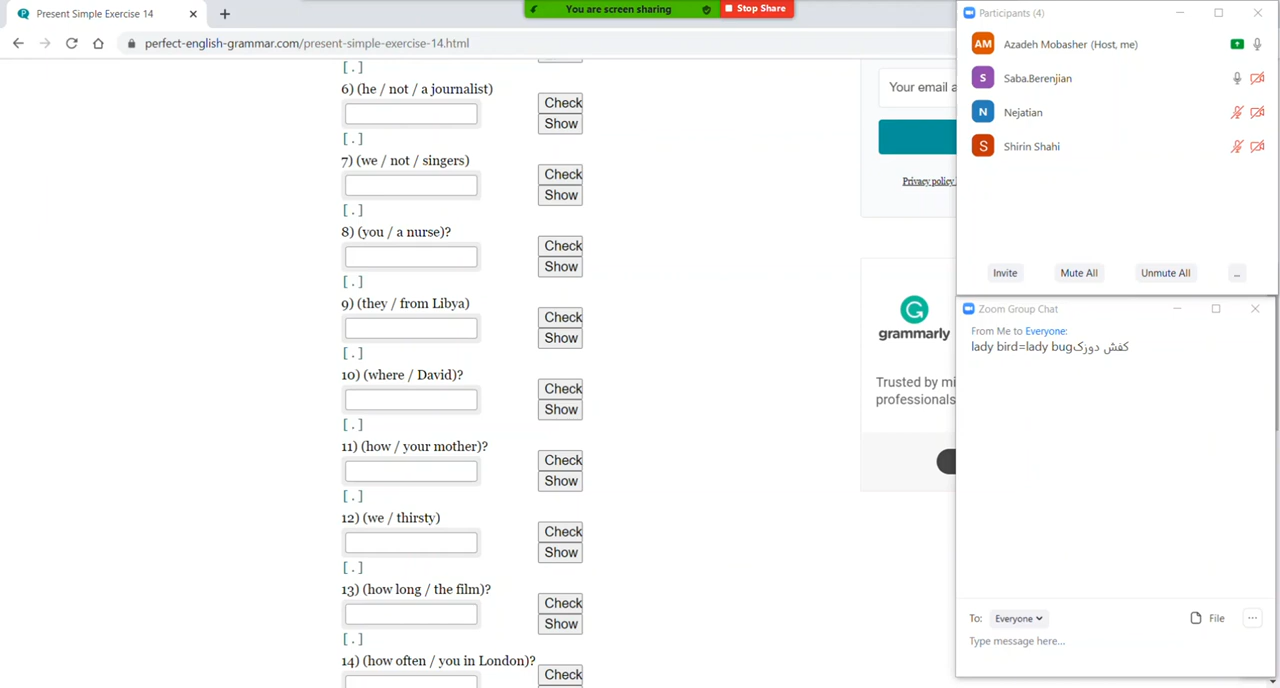 Present Simple Exercise 14
You are screen sharing
Stop Share
perfect-english-grammar.com/present-simple-exercise-14.html
[ . ]
6) (he / not / a journalist)
Check
Show
[ . ]
7) (we / not / singers)
Check
Show
[ . ]
8) (you / a nurse)?
Check
Show
[ . ]
9) (they / from Libya)
Check
Show
[ . ]
10) (where / David)?
Check
Show
[ . ]
11) (how / your mother)?
Check
Show
[ . ]
12) (we / thirsty)
Check
Show
[ . ]
13) (how long / the film)?
Check
Show
[ . ]
14) (how often / you in London)?
Check
Your email a
Privacy policy
grammarly
Trusted by mi
professionals
Participants (4)
AM Azadeh Mobasher (Host, me)
S Saba.Berenjian
N Nejatian
S Shirin Shahi
Invite
Mute All
Unmute All
...
Zoom Group Chat
From Me to Everyone:
lady bird=lady bugکفش دوزک
To: Everyone
File
...
Type message here...